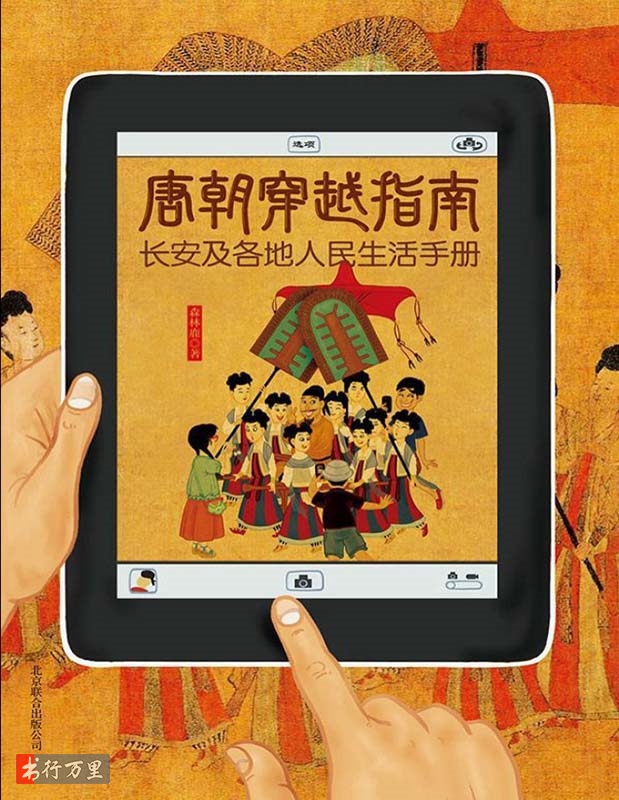 选项
唐朝穿越指南
长安及各地人民生活手册
森林鹿◎著
北京联合出版公司
书行万里